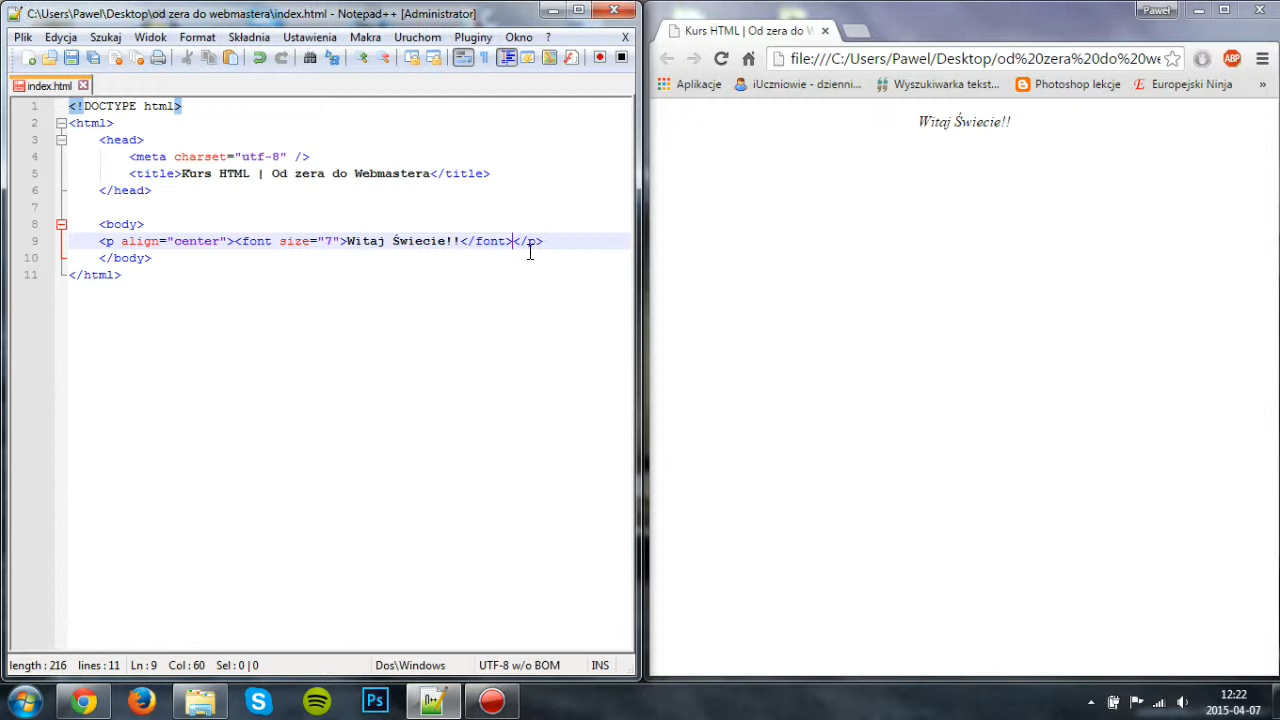 C:\Users\Pawel\Desktop\od zera do webmastera\index.html - Notepad++ [Administrator]
Plik Edycja Szukaj Widok Format Składnia Ustawienia Makra Uruchom Pluginy Okno ? X
index.html
1 <!DOCTYPE html>
2 <html>
3 <head>
4 <meta charset="utf-8" />
5 <title>Kurs HTML | Od zera do Webmastera</title>
6 </head>
7
8 <body>
9 <p align="center"><font size="7">Witaj Świecie!!</font></p>
10 </body>
11 </html>
length : 216 lines : 11 Ln : 9 Col : 60 Sel : 0 | 0 Dos\Windows UTF-8 w/o BOM INS
Pawel
Kurs HTML | Od zera do W
file:///C:/Users/Pawel/Desktop/od%20zera%20do%20we
ABP
Aplikacje iUczniowie - dzienni... Wyszukiwarka tekst... Photoshop lekcje Europejski Ninja »
Witaj Świecie!!
Ps
12:22
2015-04-07